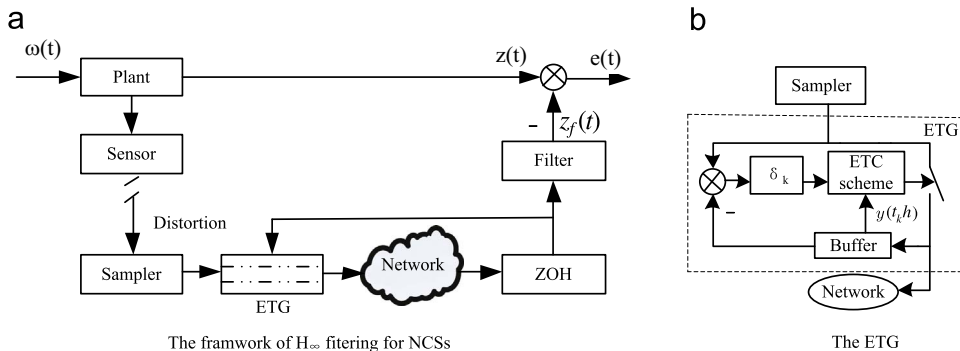 a
ω(t)
Plant
z(t)
e(t)
− z_f(t)
Sensor
Filter
Distortion
Sampler
ETG
Network
ZOH
The framwork of H∞ fitering for NCSs
b
Sampler
ETG
δ_k
ETC
scheme
−
y(t_k h)
Buffer
Network
The ETG